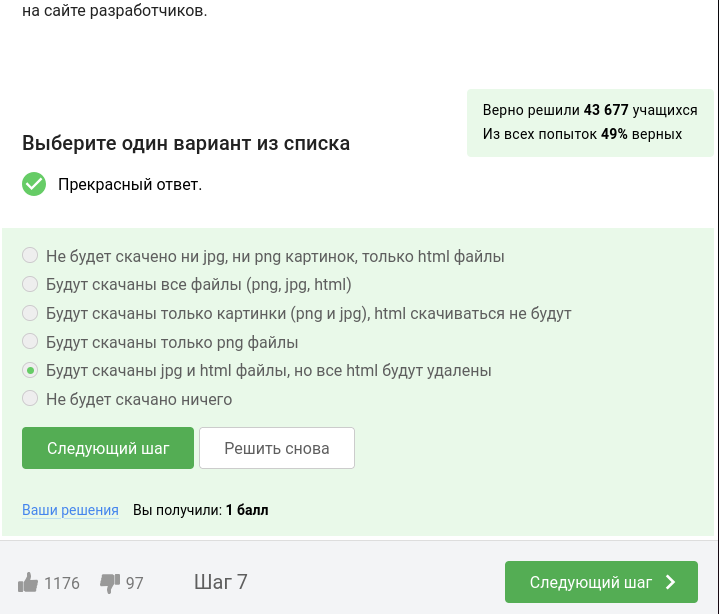 на сайте разработчиков.
Верно решили 43 677 учащихся
Из всех попыток 49% верных
Выберите один вариант из списка
Прекрасный ответ.
Не будет скачено ни jpg, ни png картинок, только html файлы
Будут скачаны все файлы (png, jpg, html)
Будут скачаны только картинки (png и jpg), html скачиваться не будут
Будут скачаны только png файлы
Будут скачаны jpg и html файлы, но все html будут удалены
Не будет скачано ничего
Следующий шаг Решить снова
Ваши решения Вы получили: 1 балл
1176 97 Шаг 7 Следующий шаг